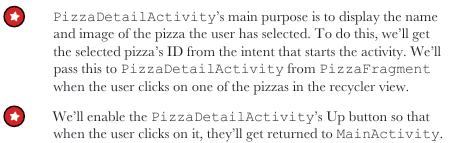 PizzaDetailActivity's main purpose is to display the name
and image of the pizza the user has selected. To do this, we'll get
the selected pizza's ID from the intent that starts the activity. We'll
pass this to PizzaDetailActivity from PizzaFragment
when the user clicks on one of the pizzas in the recycler view.
We'll enable the PizzaDetailActivity's Up button so that
when the user clicks on it, they'll get returned to MainActivity.